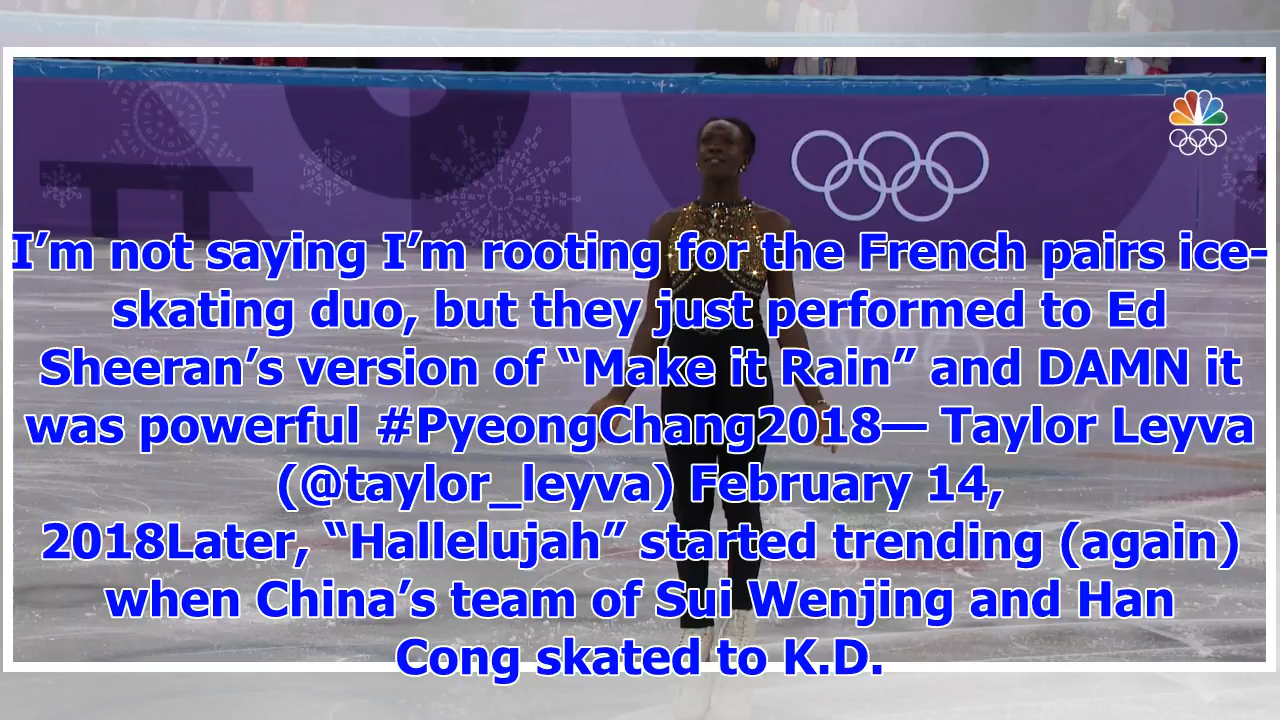 I’m not saying I’m rooting for the French pairs ice-
skating duo, but they just performed to Ed
Sheeran’s version of “Make it Rain” and DAMN it
was powerful #PyeongChang2018— Taylor Leyva
(@taylor_leyva) February 14,
2018Later, “Hallelujah” started trending (again)
when China’s team of Sui Wenjing and Han
Cong skated to K.D.